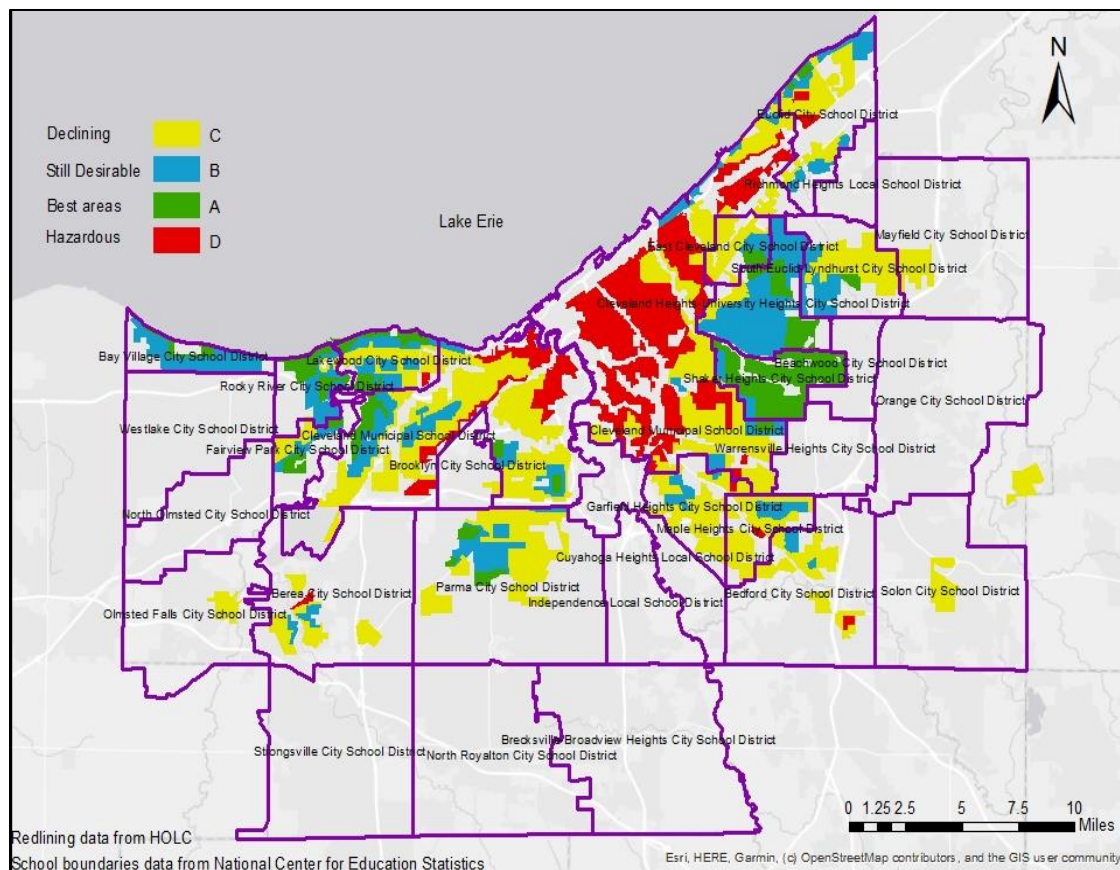 N
Declining C
Still Desirable B
Best areas A
Hazardous D
Lake Erie
Euclid City School District
Richmond Heights Local School District
Mayfield City School District
East Cleveland City School District
South Euclid Lyndhurst City School District
Cleveland Heights University Heights City School District
Bay Village City School District
Lakewood City School District
Beachwood City School District
Rocky River City School District
Shaker Heights City School District
Orange City School District
Westlake City School District
Cleveland Municipal School District
Cleveland Municipal School District
Fairview Park City School District
Warrensville Heights City School District
Brooklyn City School District
Garfield Heights City School District
North Olmsted City School District
Maple Heights City School District
Cuyahoga Heights Local School District
Parma City School District
Berea City School District
Bedford City School District
Solon City School District
Independence Local School District
Olmsted Falls City School District
Brecksville Broadview Heights City School District
Strongsville City School District
North Royalton City School District
0 1.25 2.5 5 7.5 10
Miles
Redlining data from HOLC
School boundaries data from National Center for Education Statistics
Esri, HERE, Garmin, (c) OpenStreetMap contributors, and the GIS user community